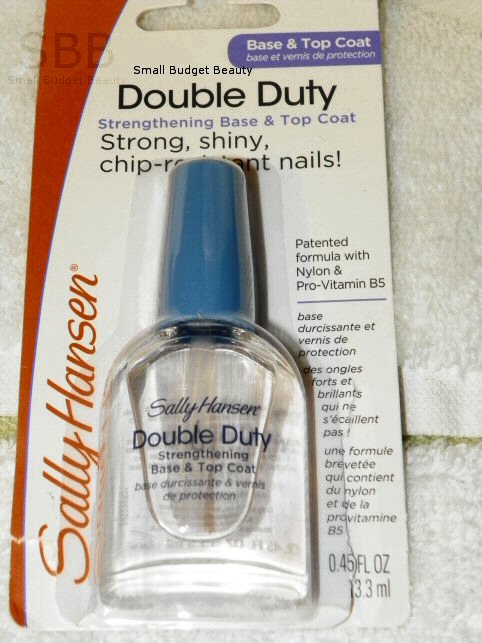 SBB
Small Budget Beauty
Small Budget Beauty
Base & Top Coat
base et vernis de protection
Double Duty
Strengthening Base & Top Coat
Strong, shiny,
chip-resistant nails!
Patented
formula with
Nylon &
Pro-Vitamin B5
base
durcissante et
vernis de
protection
des ongles
forts et
brillants
qui ne
s'écaillent
pas !
une formule
brevetée
qui contient
du nylon
et de la
provitamine
B5
0.45 FL OZ
13.3 ml
Sally Hansen®
Sally Hansen®
Double Duty
Strengthening
Base & Top Coat
base durcissante & vernis
de protection